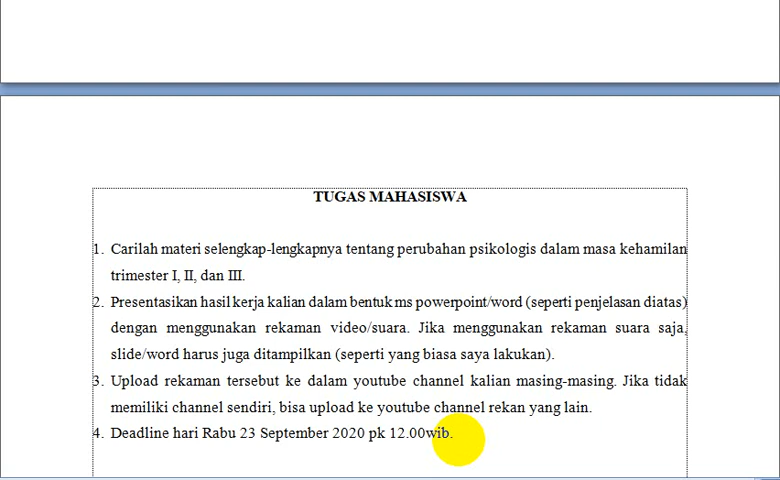 TUGAS MAHASISWA
1. Carilah materi selengkap-lengkapnya tentang perubahan psikologis dalam masa kehamilan
trimester I, II, dan III.
2. Presentasikan hasil kerja kalian dalam bentuk ms powerpoint/word (seperti penjelasan diatas)
dengan menggunakan rekaman video/suara. Jika menggunakan rekaman suara saja,
slide/word harus juga ditampilkan (seperti yang biasa saya lakukan).
3. Upload rekaman tersebut ke dalam youtube channel kalian masing-masing. Jika tidak
memiliki channel sendiri, bisa upload ke youtube channel rekan yang lain.
4. Deadline hari Rabu 23 September 2020 pk 12.00wib.